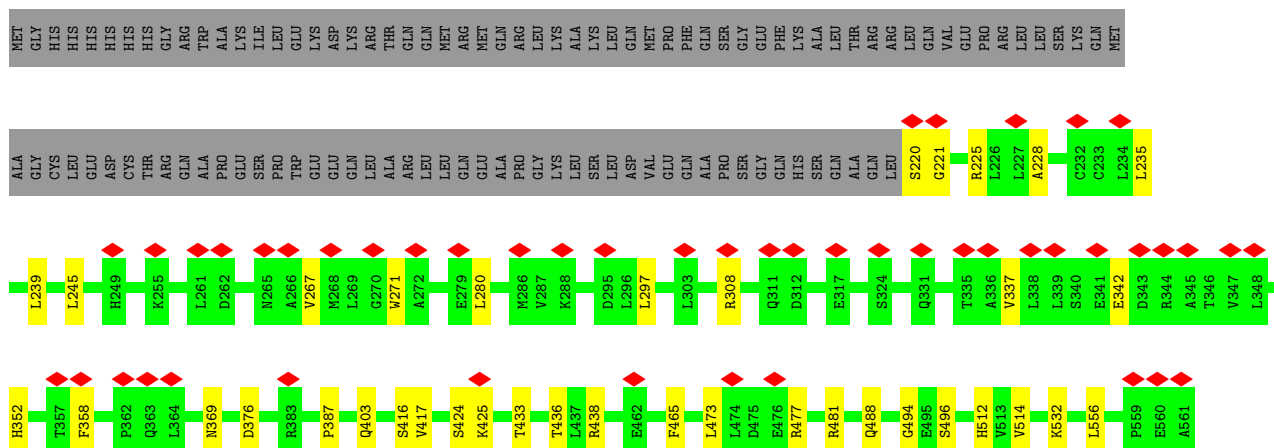 MET GLY HIS HIS HIS HIS HIS HIS GLY ARG TRP ALA LYS ILE LEU GLU LYS ASP LYS ARG THR GLN GLN MET ARG MET GLN ARG LEU LYS ALA LYS LEU GLN MET PRO PHE GLN SER GLY GLU PHE LYS ALA LEU THR ARG ARG LEU GLN VAL GLU PRO ARG LEU LEU SER LYS GLN MET
ALA GLY CYS LEU GLU ASP CYS THR ARG GLN ALA PRO GLU SER PRO TRP GLU GLU GLN LEU ALA ARG LEU LEU GLN GLU ALA PRO GLY LYS LEU SER LEU ASP VAL GLU GLN ALA PRO SER GLY GLN HIS SER GLN ALA GLN LEU S220 G221 R225 L226 L227 A228 C232 C233 L234 L235
L239 L245 H249 K255 L261 D262 N265 A266 V267 M268 L269 G270 W271 A272 E279 L280 M286 V287 K288 D295 L296 L297 L303 R308 Q311 D312 E317 S324 Q331 T335 A336 V337 L338 L339 S340 E341 E342 D343 R344 A345 T346 V347 L348
H352 T357 F358 P362 Q363 L364 N369 D376 R383 P387 Q403 S416 V417 S424 K425 T433 T436 L437 R438 E462 F465 L473 L474 D475 E476 R477 R481 Q488 G494 E495 S496 H512 V513 V514 K532 L556 P559 E560 A561